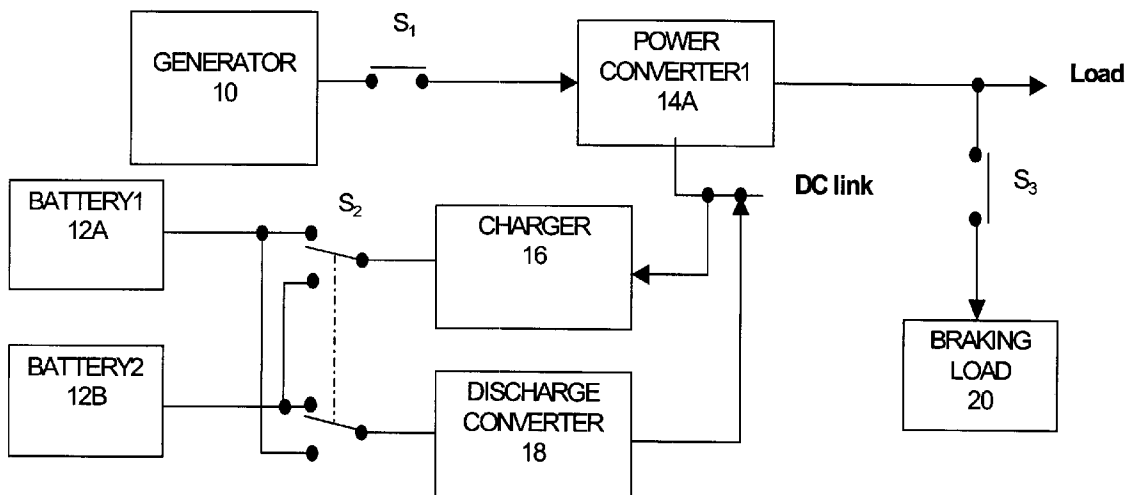 GENERATOR
10
S1
POWER
CONVERTER1
14A
Load
BATTERY1
12A
S2
CHARGER
16
DC link
S3
BATTERY2
12B
DISCHARGE
CONVERTER
18
BRAKING
LOAD
20